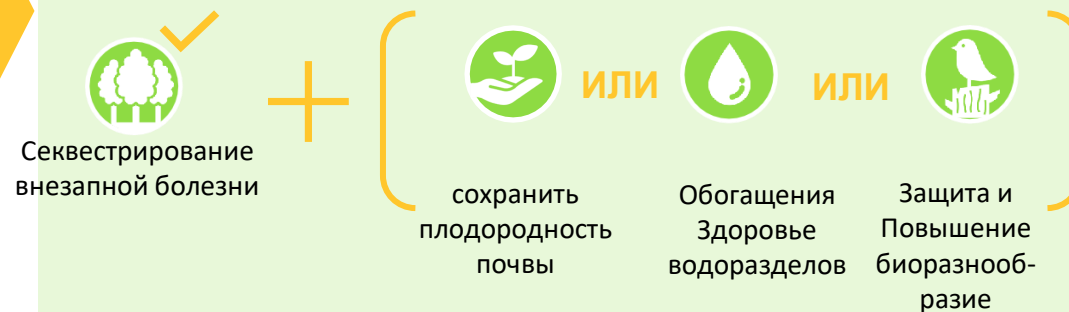 ИЛИ
ИЛИ
Секвестрирование
внезапной болезни
сохранить
плодородность
почвы
Обогащения
Здоровье
водоразделов
Защита и
Повышение
биоразнооб-
разие